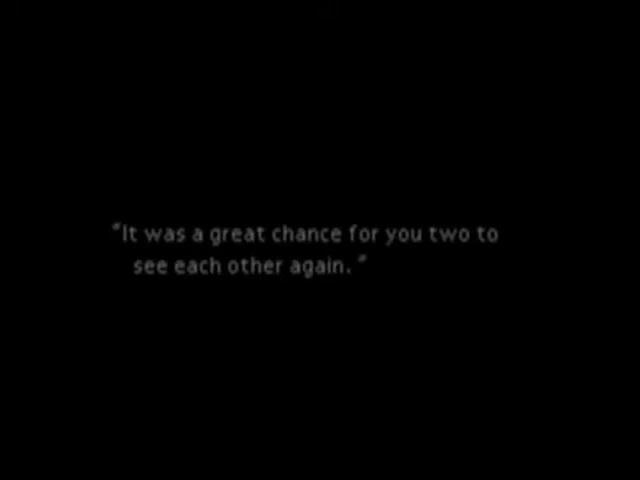 "It was a great chance for you two to
see each other again. "